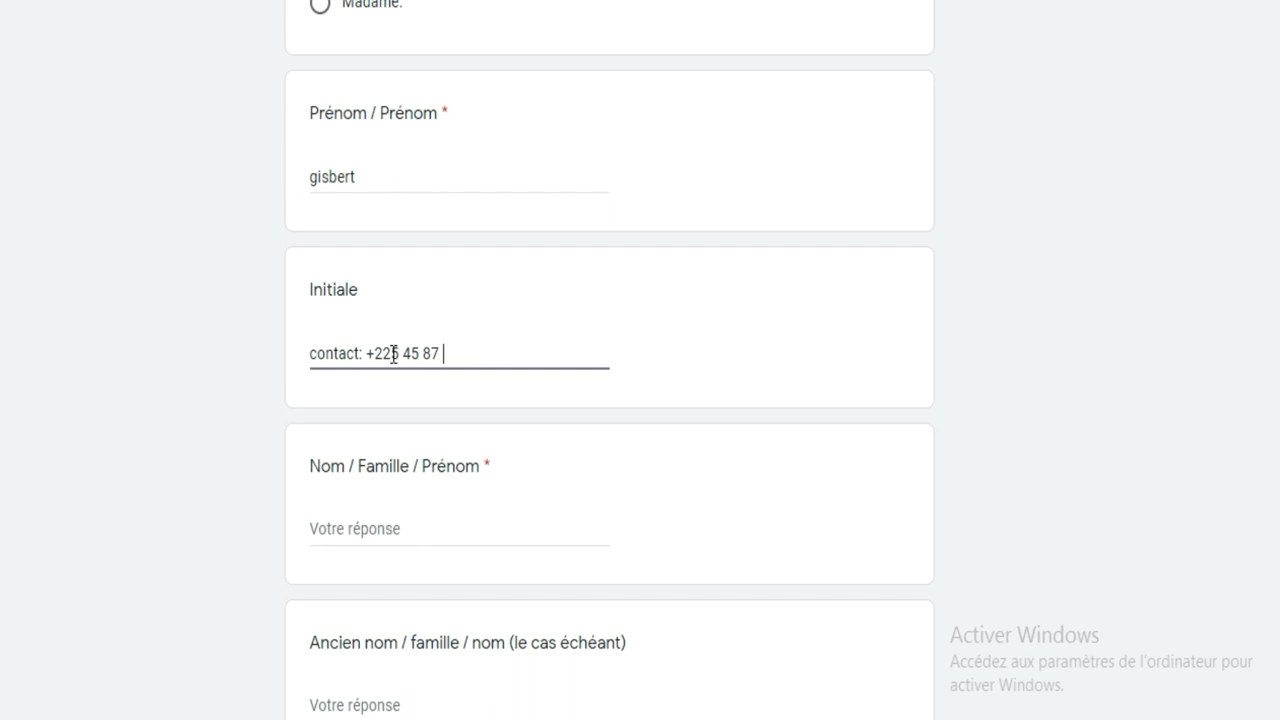 Madame.
Prénom / Prénom *
gisbert
Initiale
contact: +225 45 87
Nom / Famille / Prénom *
Votre réponse
Ancien nom / famille / nom (le cas échéant)
Votre réponse
Activer Windows
Accédez aux paramètres de l'ordinateur pour
activer Windows.